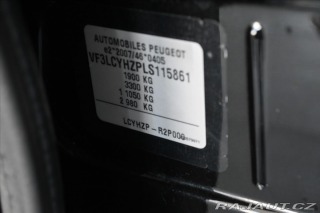 AUTOMOBILES PEUGEOT
e2*2007/46*0405
VF3LCYHZPLS115861
1900 KG
3300 KG
1 1050 KG
2 980 KG
LCYHZP - R2P000
RAJAUT.CZ